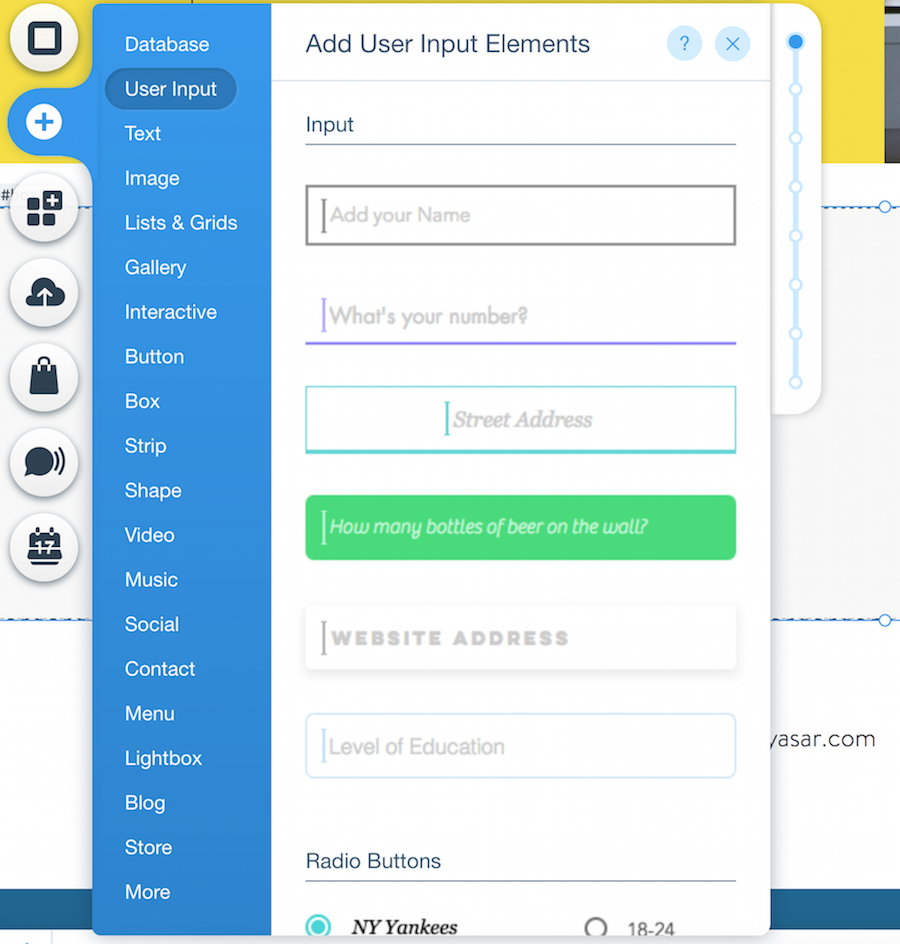 Database
User Input
Text
Image
Lists & Grids
Gallery
Interactive
Button
Box
Strip
Shape
Video
Music
Social
Contact
Menu
Lightbox
Blog
Store
More
17
Add User Input Elements
?
Input
Add your Name
What's your number?
Street Address
How many bottles of beer on the wall?
WEBSITE ADDRESS
Level of Education
Radio Buttons
NY Yankees
18-24
yasar.com